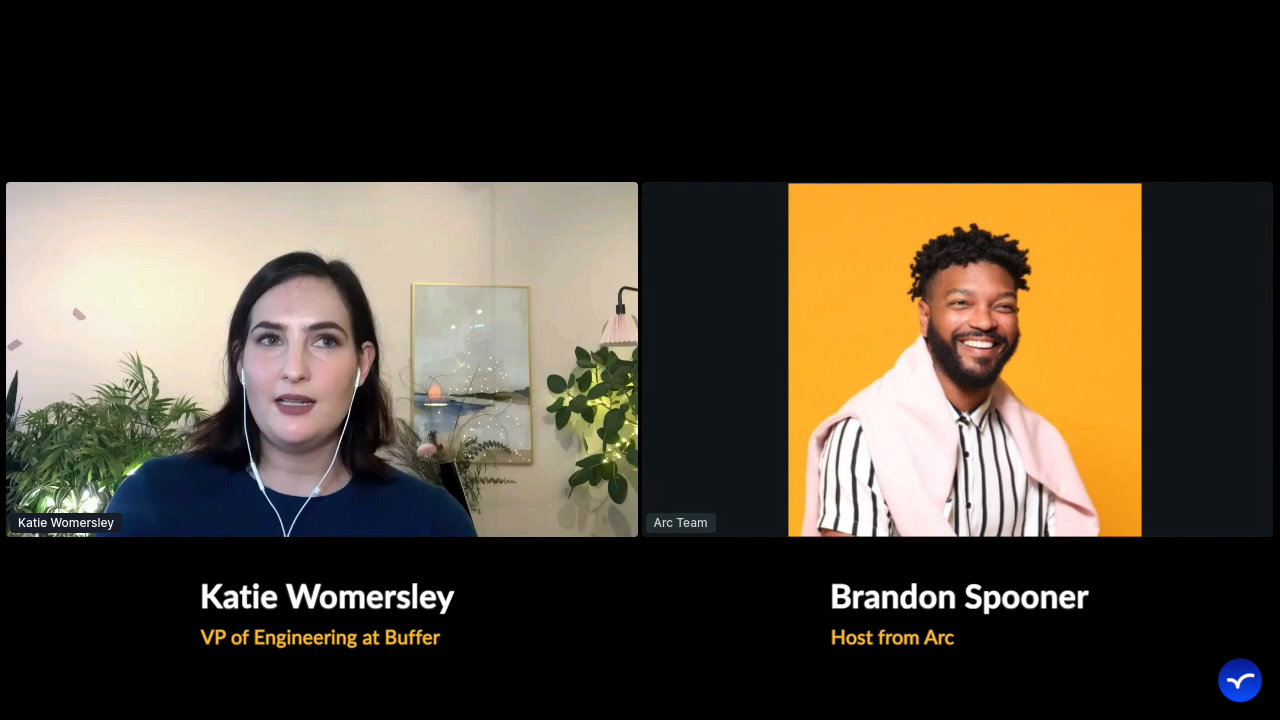 Katie Womersley
Arc Team
Katie Womersley
VP of Engineering at Buffer
Brandon Spooner
Host from Arc